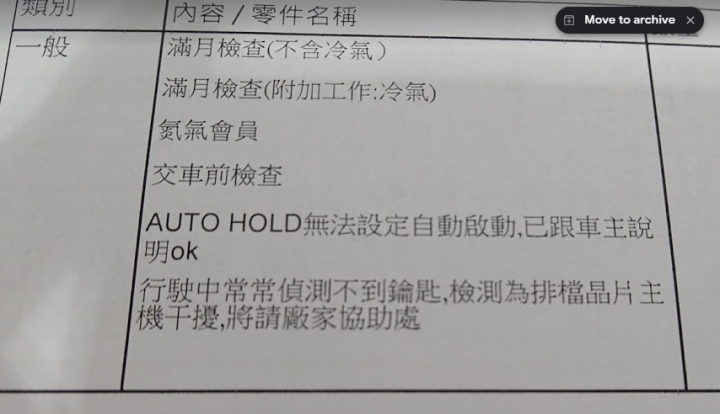 類別
內容 / 零件名稱
Move to archive
一般
滿月檢查(不含冷氣)
滿月檢查(附加工作:冷氣)
氮氣會員
交車前檢查
AUTO HOLD無法設定自動啟動,已跟車主說
明ok
行駛中常常偵測不到鑰匙,檢測為排檔晶片主
機干擾,將請廠家協助處